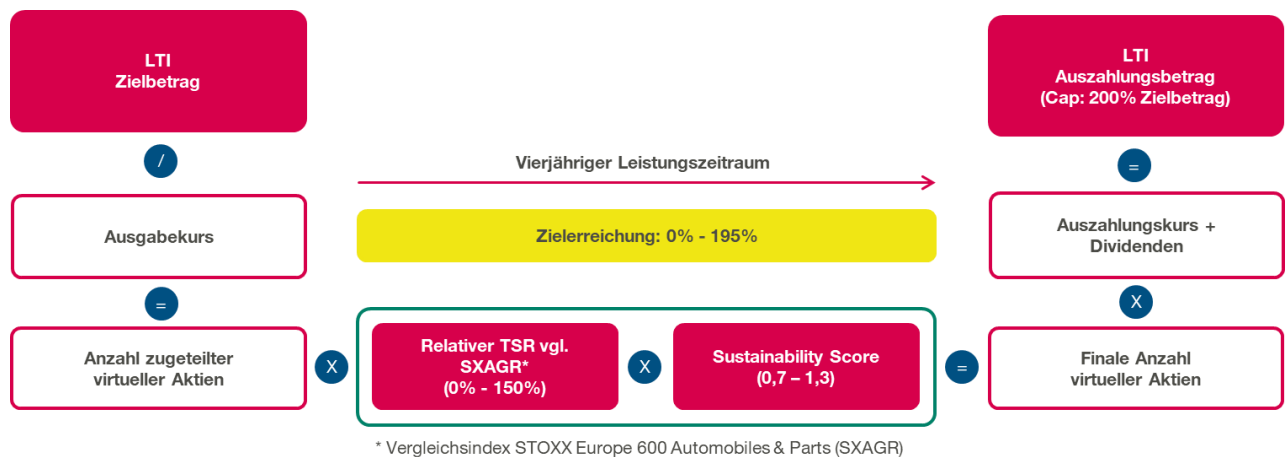 LTI
Zielbetrag
/
Ausgabekurs
=
Anzahl zugeteilter
virtueller Aktien
X
Vierjähriger Leistungszeitraum
Zielerreichung: 0% - 195%
Relativer TSR vgl.
SXAGR*
(0% - 150%)
X
Sustainability Score
(0,7 – 1,3)
=
LTI
Auszahlungsbetrag
(Cap: 200% Zielbetrag)
=
Auszahlungskurs +
Dividenden
X
Finale Anzahl
virtueller Aktien
* Vergleichsindex STOXX Europe 600 Automobiles & Parts (SXAGR)